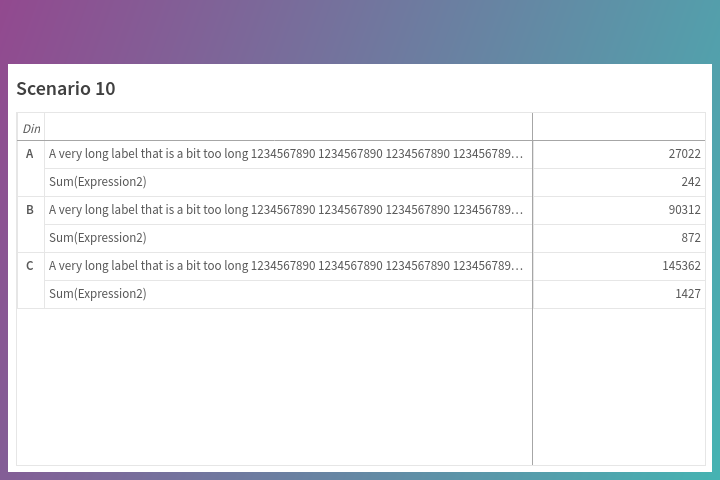 Scenario 10
Din
A A very long label that is a bit too long 1234567890 1234567890 1234567890 123456789… 27022
Sum(Expression2) 242
B A very long label that is a bit too long 1234567890 1234567890 1234567890 123456789… 90312
Sum(Expression2) 872
C A very long label that is a bit too long 1234567890 1234567890 1234567890 123456789… 145362
Sum(Expression2) 1427